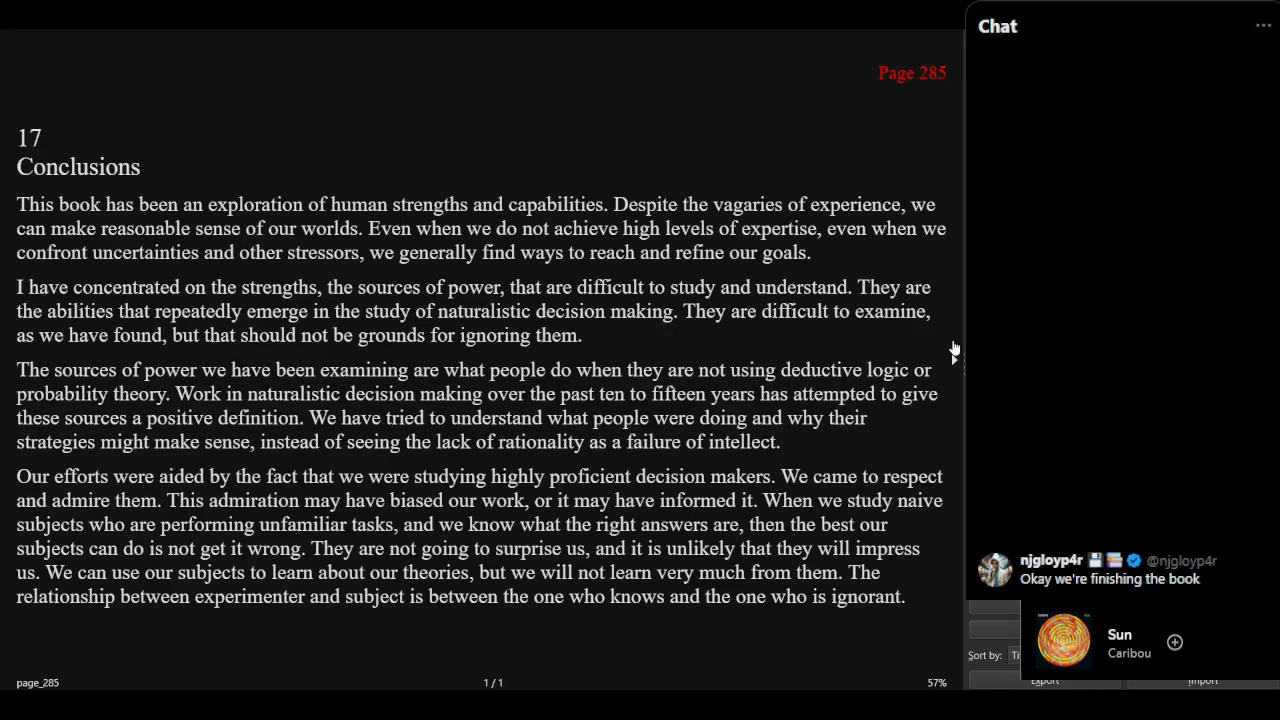 Chat
Page 285
17
Conclusions
This book has been an exploration of human strengths and capabilities. Despite the vagaries of experience, we
can make reasonable sense of our worlds. Even when we do not achieve high levels of expertise, even when we
confront uncertainties and other stressors, we generally find ways to reach and refine our goals.
I have concentrated on the strengths, the sources of power, that are difficult to study and understand. They are
the abilities that repeatedly emerge in the study of naturalistic decision making. They are difficult to examine,
as we have found, but that should not be grounds for ignoring them.
The sources of power we have been examining are what people do when they are not using deductive logic or
probability theory. Work in naturalistic decision making over the past ten to fifteen years has attempted to give
these sources a positive definition. We have tried to understand what people were doing and why their
strategies might make sense, instead of seeing the lack of rationality as a failure of intellect.
Our efforts were aided by the fact that we were studying highly proficient decision makers. We came to respect
and admire them. This admiration may have biased our work, or it may have informed it. When we study naive
subjects who are performing unfamiliar tasks, and we know what the right answers are, then the best our
subjects can do is not get it wrong. They are not going to surprise us, and it is unlikely that they will impress
us. We can use our subjects to learn about our theories, but we will not learn very much from them. The
relationship between experimenter and subject is between the one who knows and the one who is ignorant.
njgloyp4r @njgloyp4r
Okay we're finishing the book
Sun
Caribou
Sort by:
Export Import
page_285 1 / 1 57%